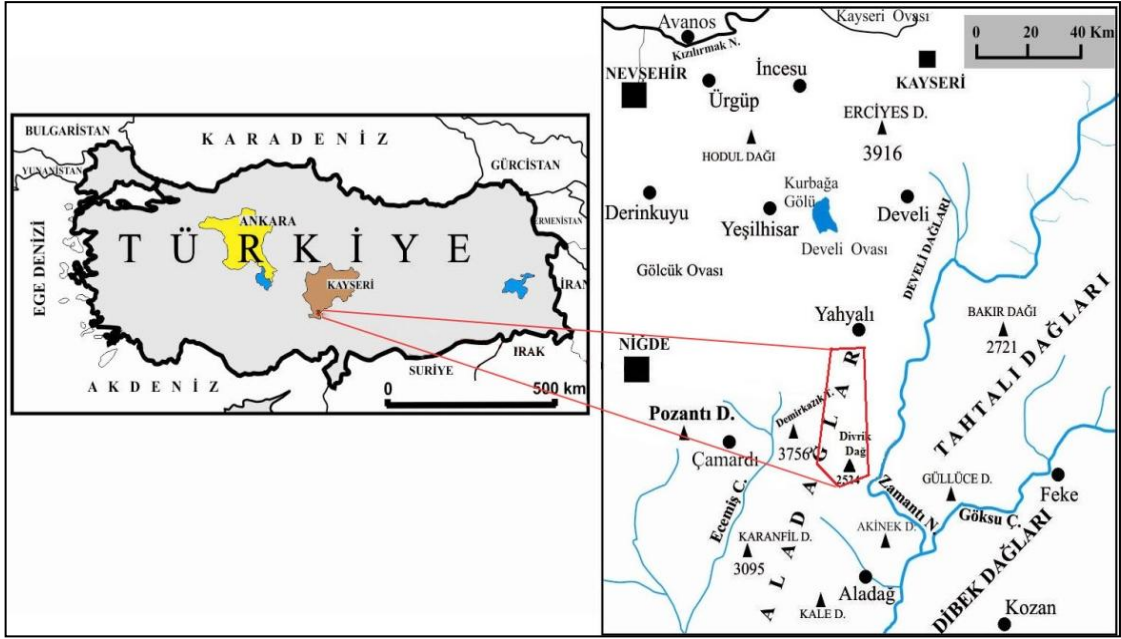 BULGARİSTAN
KARADENİZ
GÜRCİSTAN
YUNANİSTAN
ERMENİSTAN
ANKARA
TÜRKİYE
EGE DENİZİ
KAYSERİ
İRAN
IRAK
SURİYE
AKDENİZ
0 500 km
Avanos
Kayseri Ovası
Kızılırmak N.
0 20 40 Km
NEVŞEHİR
İncesu
KAYSERİ
Ürgüp
ERCİYES D.
3916
HODUL DAĞI
Kurbağa
Gölü
Derinkuyu
Yeşilhisar
Develi
Develi Ovası
DEVELİ DAĞLARI
Gölcük Ovası
Yahyalı
BAKIR DAĞI
2721
TAHTALI DAĞLARI
NİĞDE
Demirkazık T.
3756
Pozantı D.
Divrik
Dağ
2524
Çamardı
ALADAĞLAR
Ecemiş Ç.
Zamantı N.
GÜLLÜCE D.
Feke
Göksu Ç.
KARANFİL D.
3095
AKİNEK D.
Aladağ
KALE D.
DİBEK DAĞLARI
Kozan